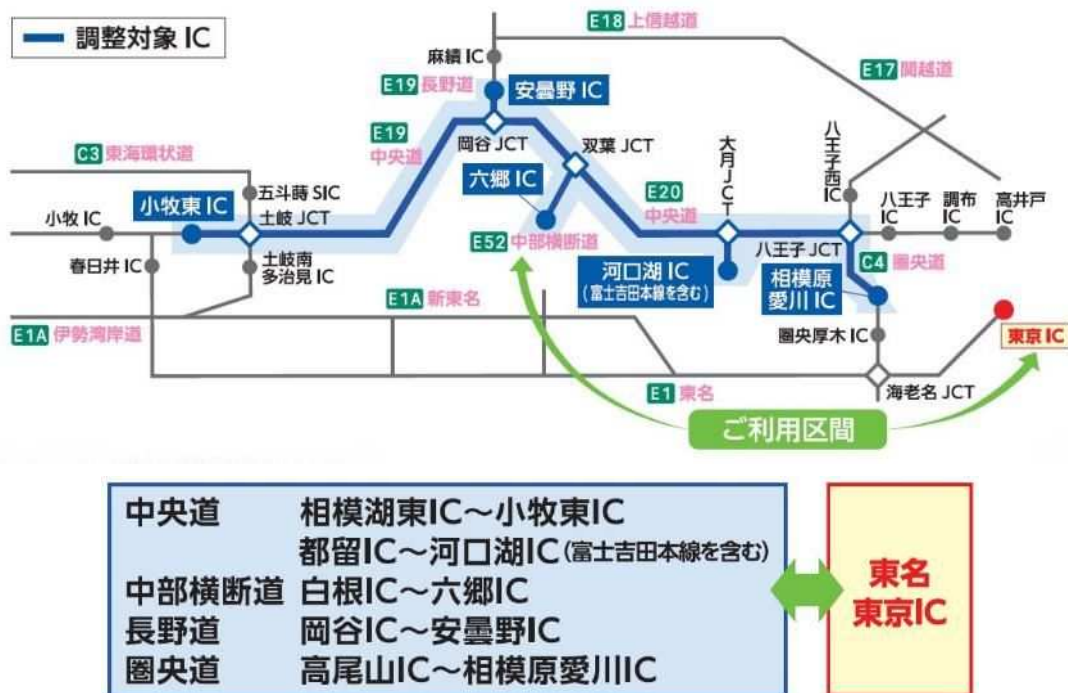 調整対象 IC
E18 上信越道
麻績 IC
E17 関越道
E19 長野道
安曇野 IC
E19
中央道
岡谷 JCT
双葉 JCT
大月JCT
八王子西IC
C3 東海環状道
五斗蒔 SIC
六郷 IC
E20
中央道
小牧東 IC
小牧 IC
土岐 JCT
八王子IC
調布IC
高井戸IC
E52 中部横断道
八王子 JCT
C4 圏央道
春日井 IC
土岐南
多治見 IC
河口湖 IC
(富士吉田本線を含む)
相模原
愛川 IC
E1A 新東名
E1A 伊勢湾岸道
圏央厚木 IC
東京 IC
E1 東名
海老名 JCT
ご利用区間
中央道 相模湖東IC～小牧東IC
都留IC～河口湖IC(富士吉田本線を含む)
中部横断道 白根IC～六郷IC
長野道 岡谷IC～安曇野IC
圏央道 高尾山IC～相模原愛川IC
東名
東京IC